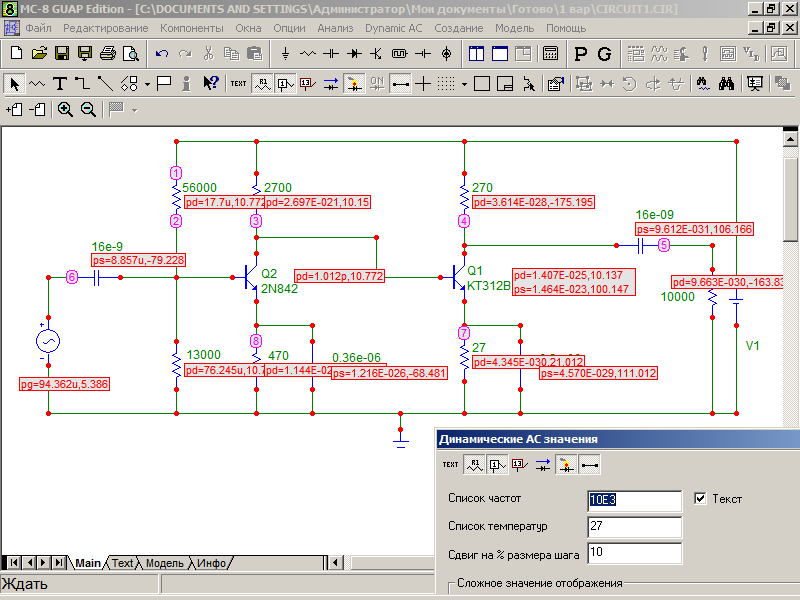 MC-8 GUAP Edition - [C:\DOCUMENTS AND SETTINGS\Администратор\Мои документы\Готово\1 вар\CIRCUIT1.CIR]
Файл Редактирование Компоненты Окна Опции Анализ Dynamic AC Создание Модель Помощь
P G
T TEXT R1 1 13 ON
1
56000 2700 270
pd=17.7u,10.772 pd=2.697E-021,10.15 pd=3.614E-028,-175.195
2 3 4
16e-09
ps=9.612E-031,106.166
5
16e-9
ps=8.857u,-79.228
6
Q2
2N842
pd=1.012p,10.772
Q1
KT312B
pd=1.407E-025,10.137
ps=1.464E-023,100.147
pd=9.663E-030,-163.83
10000
8 7
13000 470 0.36e-06 27
pd=76.245u,10.7 pd=1.144E-02 ps=1.216E-026,-68.481 pd=4.345E-030,21.012
ps=4.570E-029,111.012
V1
pg=94.362u,5.386
Динамические AC значения
TEXT R1 1 13
Список частот 10E3 Текст
Список температур 27
Сдвиг на % размера шага 10
Сложное значение отображения
Main Text Модель Инфо
Ждать